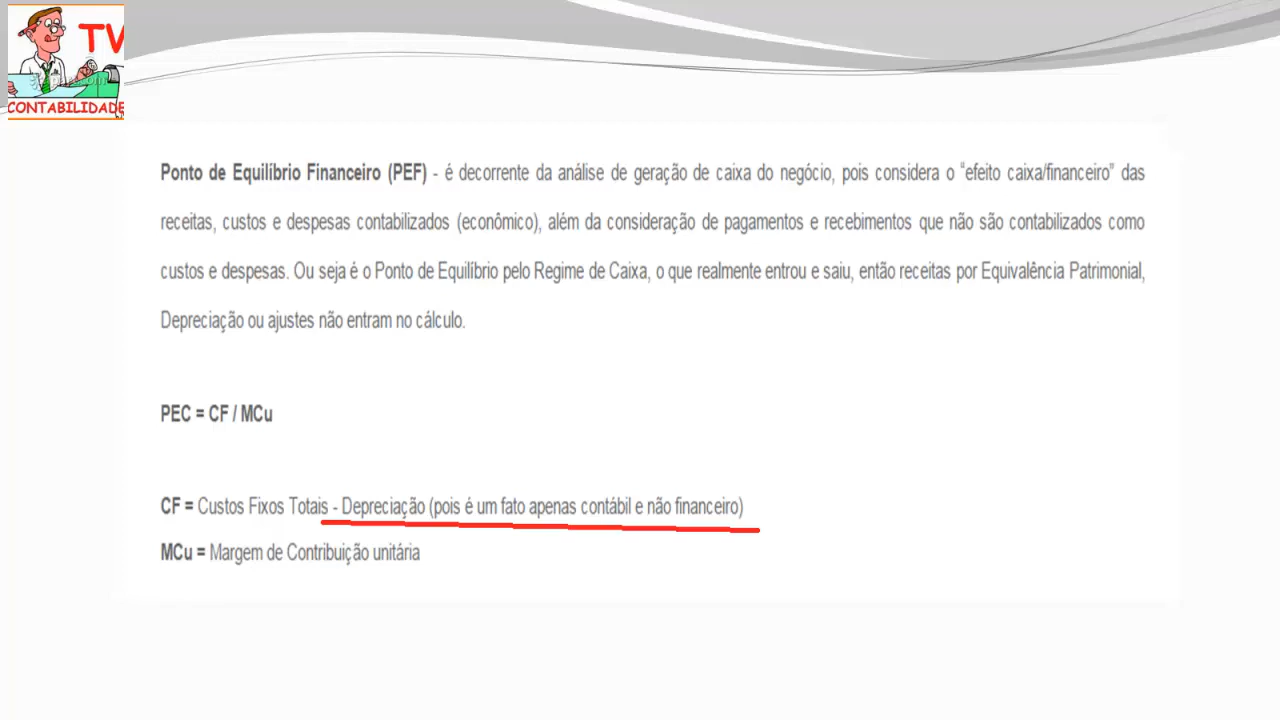 TV
CONTABILIDADE
Ponto de Equilíbrio Financeiro (PEF) - é decorrente da análise de geração de caixa do negócio, pois considera o “efeito caixa/financeiro” das
receitas, custos e despesas contabilizados (econômico), além da consideração de pagamentos e recebimentos que não são contabilizados como
custos e despesas. Ou seja é o Ponto de Equilíbrio pelo Regime de Caixa, o que realmente entrou e saiu, então receitas por Equivalência Patrimonial,
Depreciação ou ajustes não entram no cálculo.
PEC = CF / MCu
CF = Custos Fixos Totais - Depreciação (pois é um fato apenas contábil e não financeiro)
MCu = Margem de Contribuição unitária